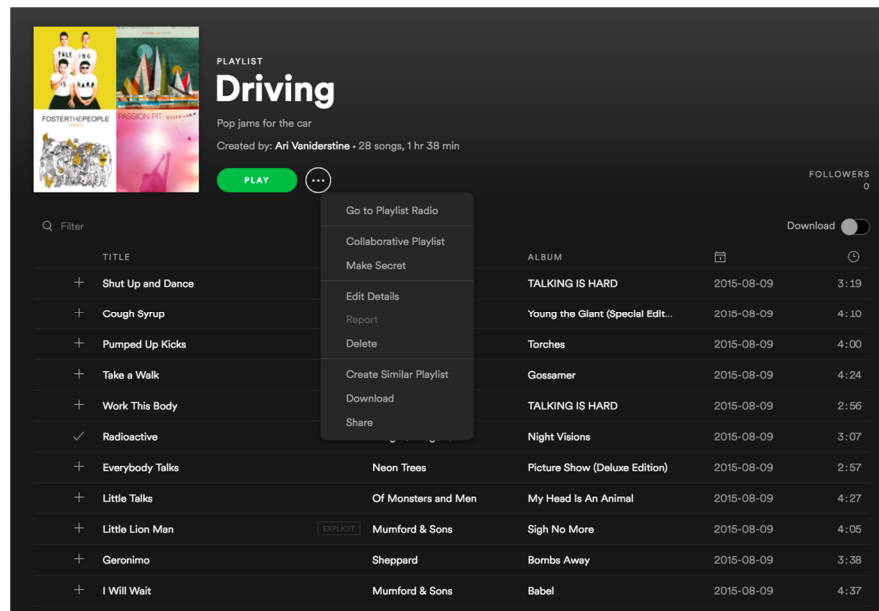 TALK ING
IS HARD
FOSTERTHEPEOPLE
PASSION PIT
PLAYLIST
Driving
Pop jams for the car
Created by: Ari Vaniderstine • 28 songs, 1 hr 38 min
PLAY
FOLLOWERS
0
Go to Playlist Radio
Collaborative Playlist
Make Secret
Edit Details
Report
Delete
Create Similar Playlist
Download
Share
Filter
Download
TITLE ALBUM
Shut Up and Dance TALKING IS HARD 2015-08-09 3:19
Cough Syrup Young the Giant (Special Edit... 2015-08-09 4:10
Pumped Up Kicks Torches 2015-08-09 4:00
Take a Walk Gossamer 2015-08-09 4:24
Work This Body TALKING IS HARD 2015-08-09 2:56
Radioactive Night Visions 2015-08-09 3:07
Everybody Talks Neon Trees Picture Show (Deluxe Edition) 2015-08-09 2:57
Little Talks Of Monsters and Men My Head Is An Animal 2015-08-09 4:27
Little Lion Man EXPLICIT Mumford & Sons Sigh No More 2015-08-09 4:05
Geronimo Sheppard Bombs Away 2015-08-09 3:38
I Will Wait Mumford & Sons Babel 2015-08-09 4:37